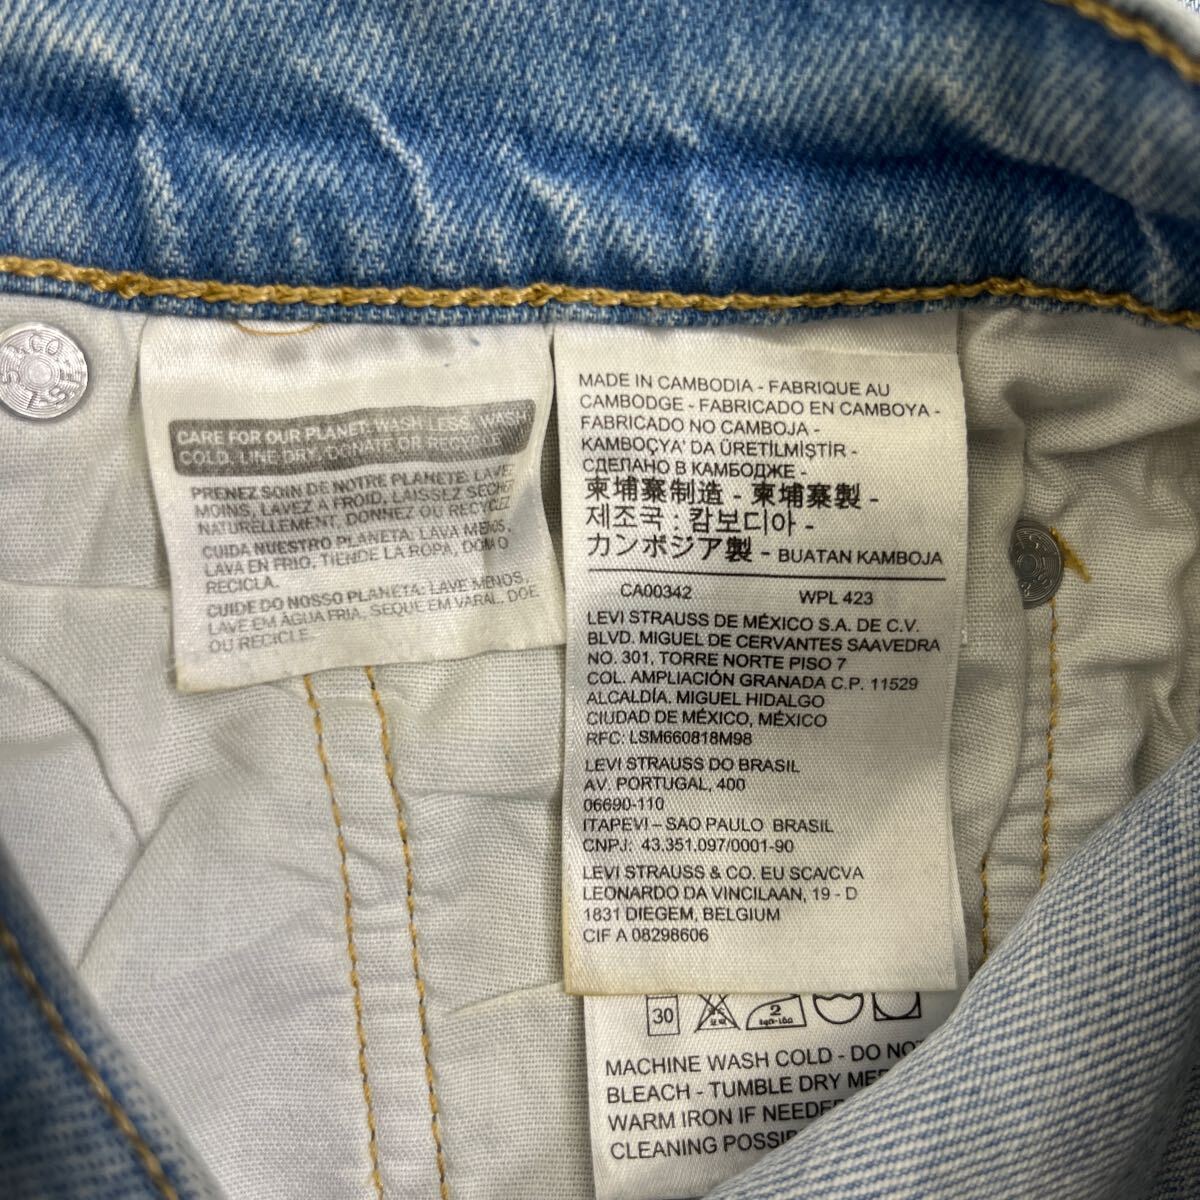 CARE FOR OUR PLANET: WASH LESS, WASH
COLD, LINE DRY, DONATE OR RECYCLE
PRENEZ SOIN DE NOTRE PLANÈTE: LAVEZ
MOINS, LAVEZ À FROID, LAISSEZ SÉCHER
NATURELLEMENT, DONNEZ OU RECYCLEZ
CUIDA NUESTRO PLANETA: LAVA MENOS,
LAVA EN FRÍO, TIENDE LA ROPA, DONA O
RECICLA.
CUIDE DO NOSSO PLANETA: LAVE MENOS,
LAVE EM ÁGUA FRIA, SEQUE EM VARAL, DOE
OU RECICLE.
MADE IN CAMBODIA - FABRIQUE AU
CAMBODGE - FABRICADO EN CAMBOYA -
FABRICADO NO CAMBOJA -
KAMBOÇYA' DA ÜRETİLMİŞTİR -
СДЕЛАНО В КАМБОДЖЕ -
柬埔寨制造 - 柬埔寨製 -
제조국 : 캄보디아 -
カンボジア製 - BUATAN KAMBOJA
CA00342 WPL 423
LEVI STRAUSS DE MÉXICO S.A. DE C.V.
BLVD. MIGUEL DE CERVANTES SAAVEDRA
NO. 301, TORRE NORTE PISO 7
COL. AMPLIACIÓN GRANADA C.P. 11529
ALCALDÍA. MIGUEL HIDALGO
CIUDAD DE MÉXICO, MÉXICO
RFC: LSM660818M98
LEVI STRAUSS DO BRASIL
AV. PORTUGAL, 400
06690-110
ITAPEVI – SAO PAULO BRASIL
CNPJ: 43.351.097/0001-90
LEVI STRAUSS & CO. EU SCA/CVA
LEONARDO DA VINCILAAN, 19 - D
1831 DIEGEM, BELGIUM
CIF A 08298606
30
2
MACHINE WASH COLD - DO NOT
BLEACH - TUMBLE DRY
WARM IRON IF NEEDED
CLEANING